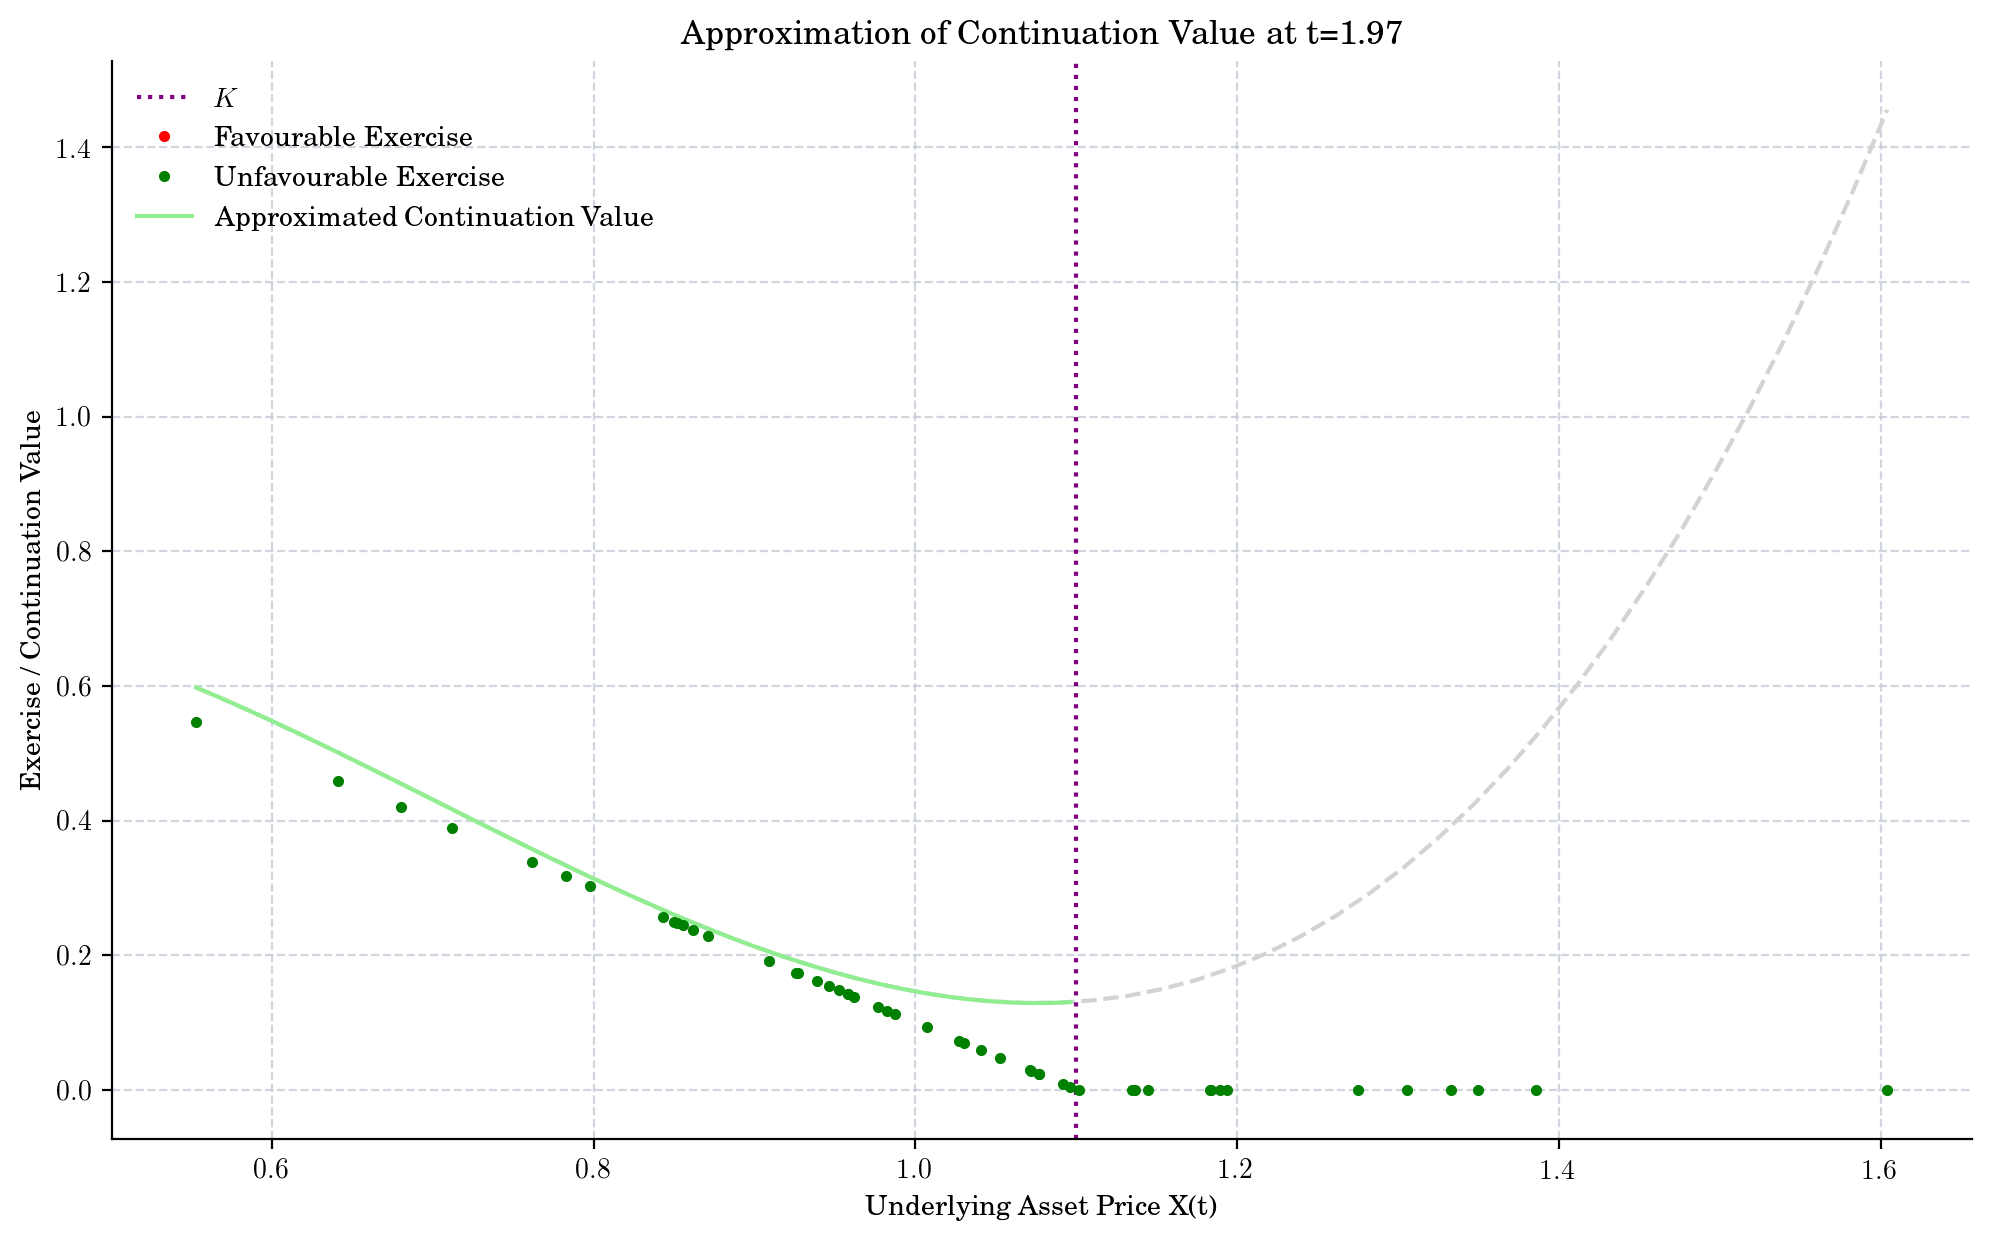 Approximation of Continuation Value at t=1.97
K
Favourable Exercise
Unfavourable Exercise
Approximated Continuation Value
Exercise / Continuation Value
1.4
1.2
1.0
0.8
0.6
0.4
0.2
0.0
0.6 0.8 1.0 1.2 1.4 1.6
Underlying Asset Price X(t)